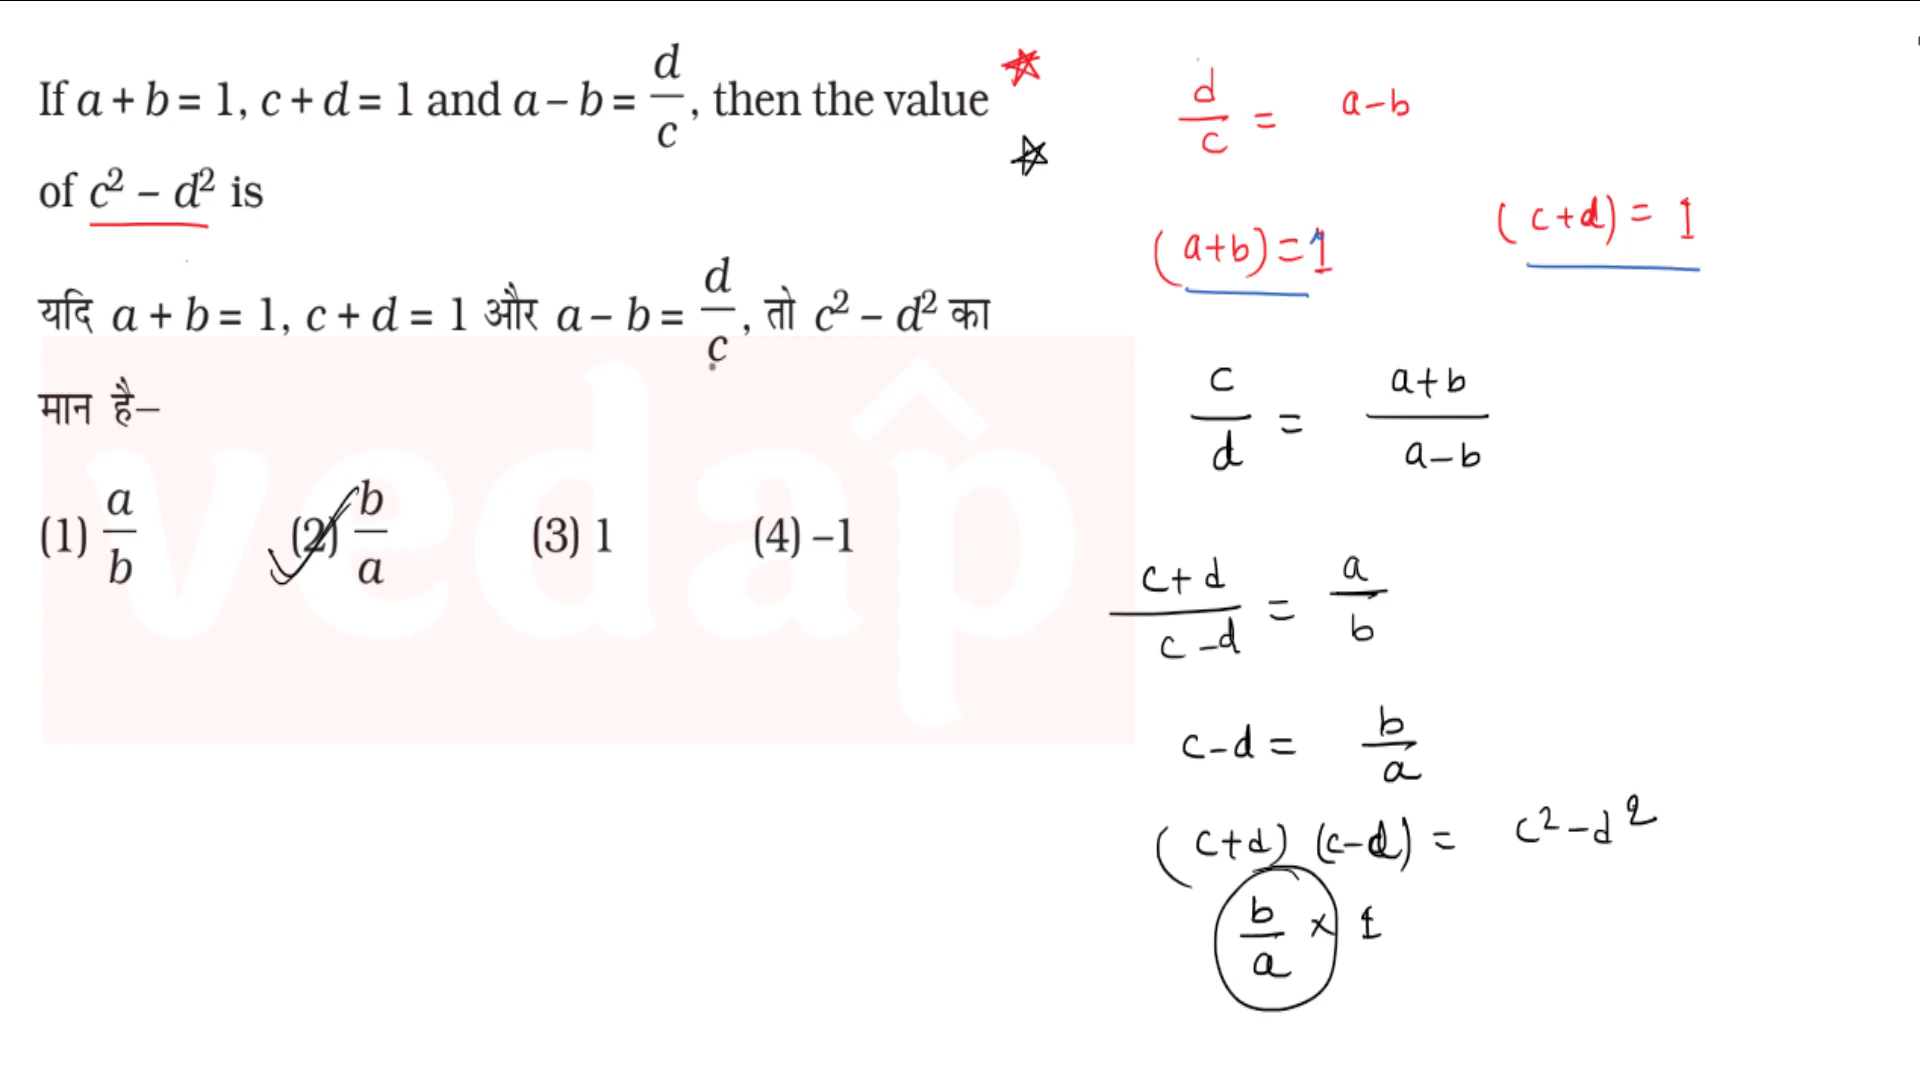 If a + b = 1, c + d = 1 and a – b = d/c, then the value
of c² – d² is
यदि a + b = 1, c + d = 1 और a – b = d/c, तो c² – d² का
मान है–
(1) a/b (2) b/a (3) 1 (4) –1
vedap
d/c = a-b
(a+b) = 1 (c+d) = 1
c/d = a+b/a-b
c+d/c-d = a/b
c-d = b/a
(c+d) (c-d) = c²-d²
b/a × 1